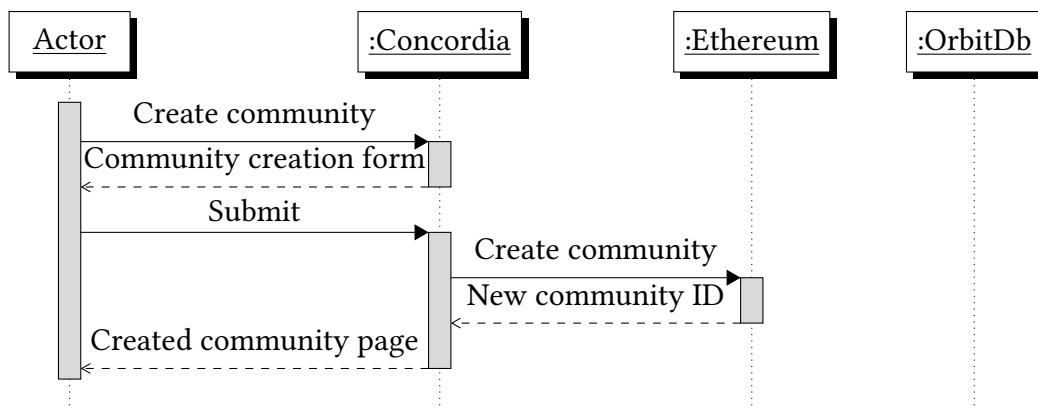 Actor
:Concordia
:Ethereum
:OrbitDb
Create community
Community creation form
Submit
Create community
New community ID
Created community page